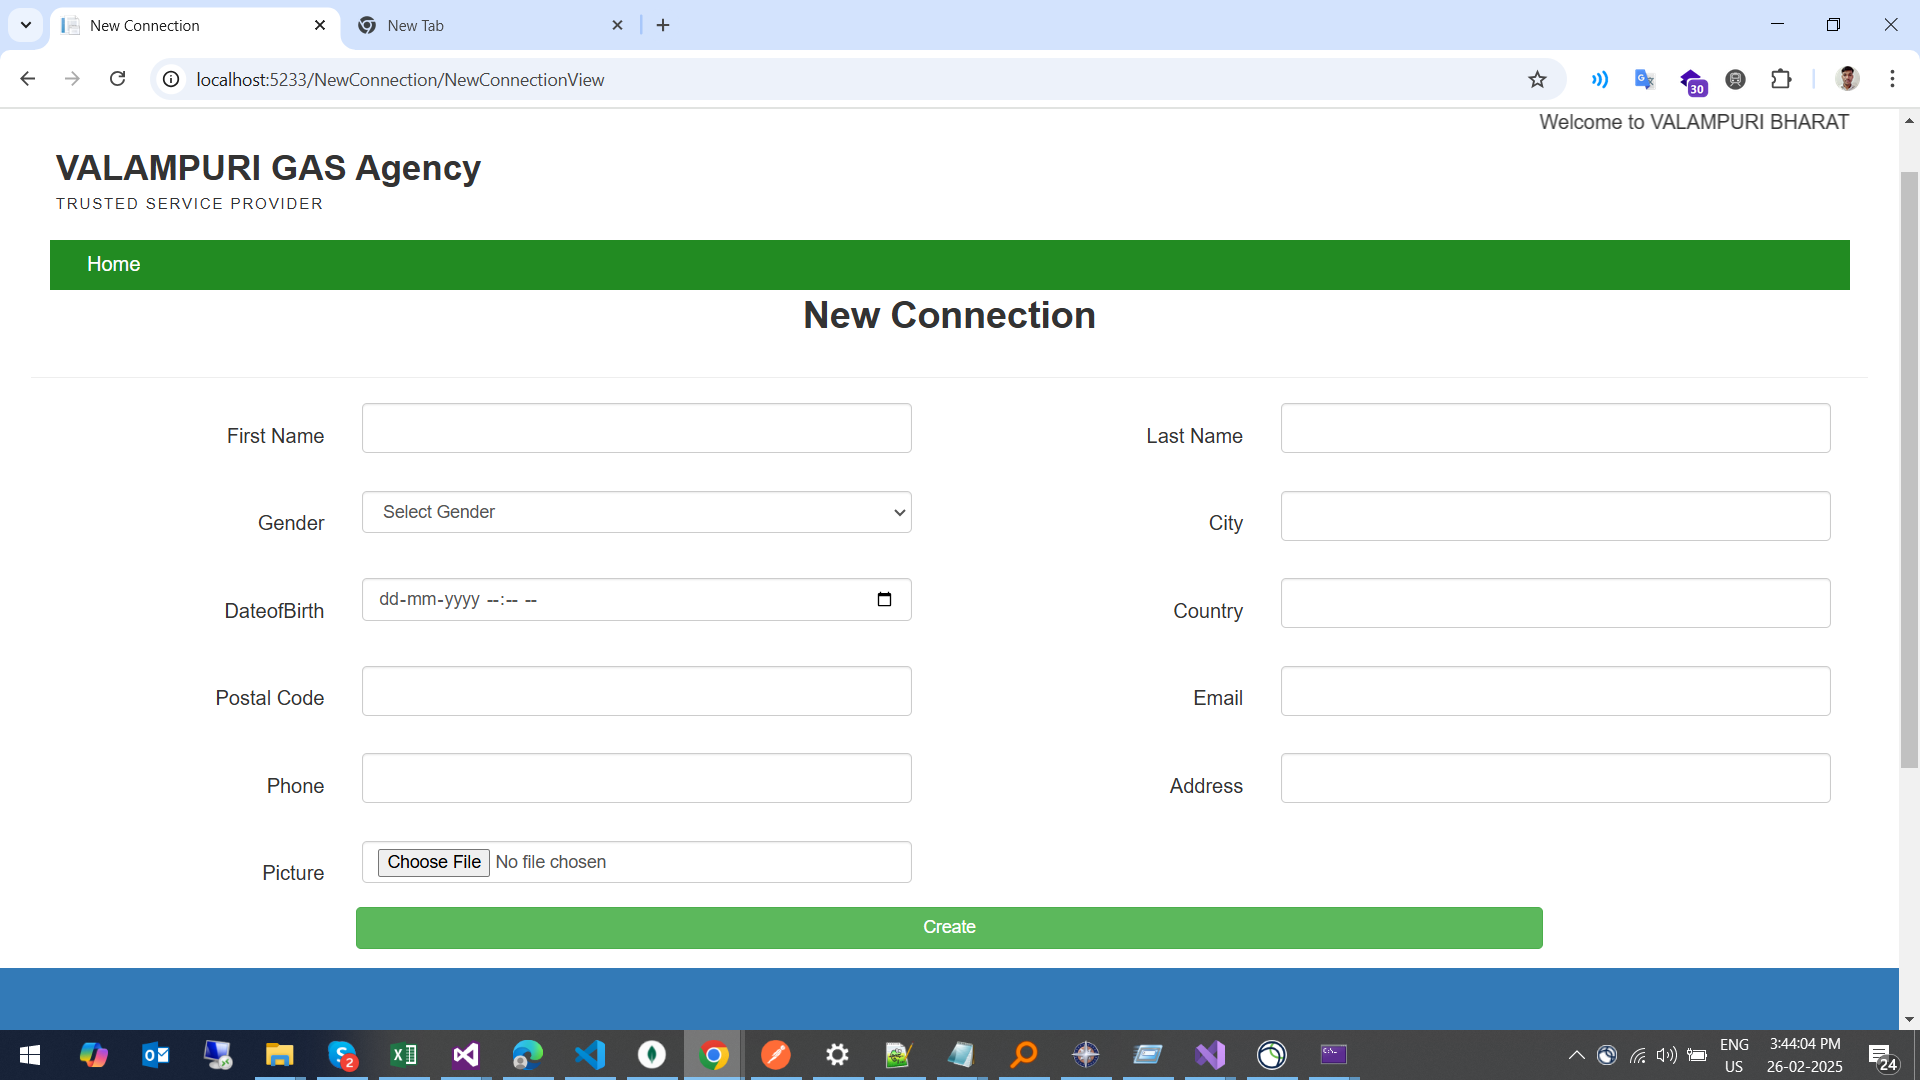 New Connection
New Tab
localhost:5233/NewConnection/NewConnectionView
30
Welcome to VALAMPURI BHARAT
VALAMPURI GAS Agency
TRUSTED SERVICE PROVIDER
Home
New Connection
First Name
Last Name
Gender
Select Gender
City
DateofBirth
dd-mm-yyyy --:-- --
Country
Postal Code
Email
Phone
Address
Picture
Choose File No file chosen
Create
2
ENG
US
3:44:04 PM
26-02-2025
24